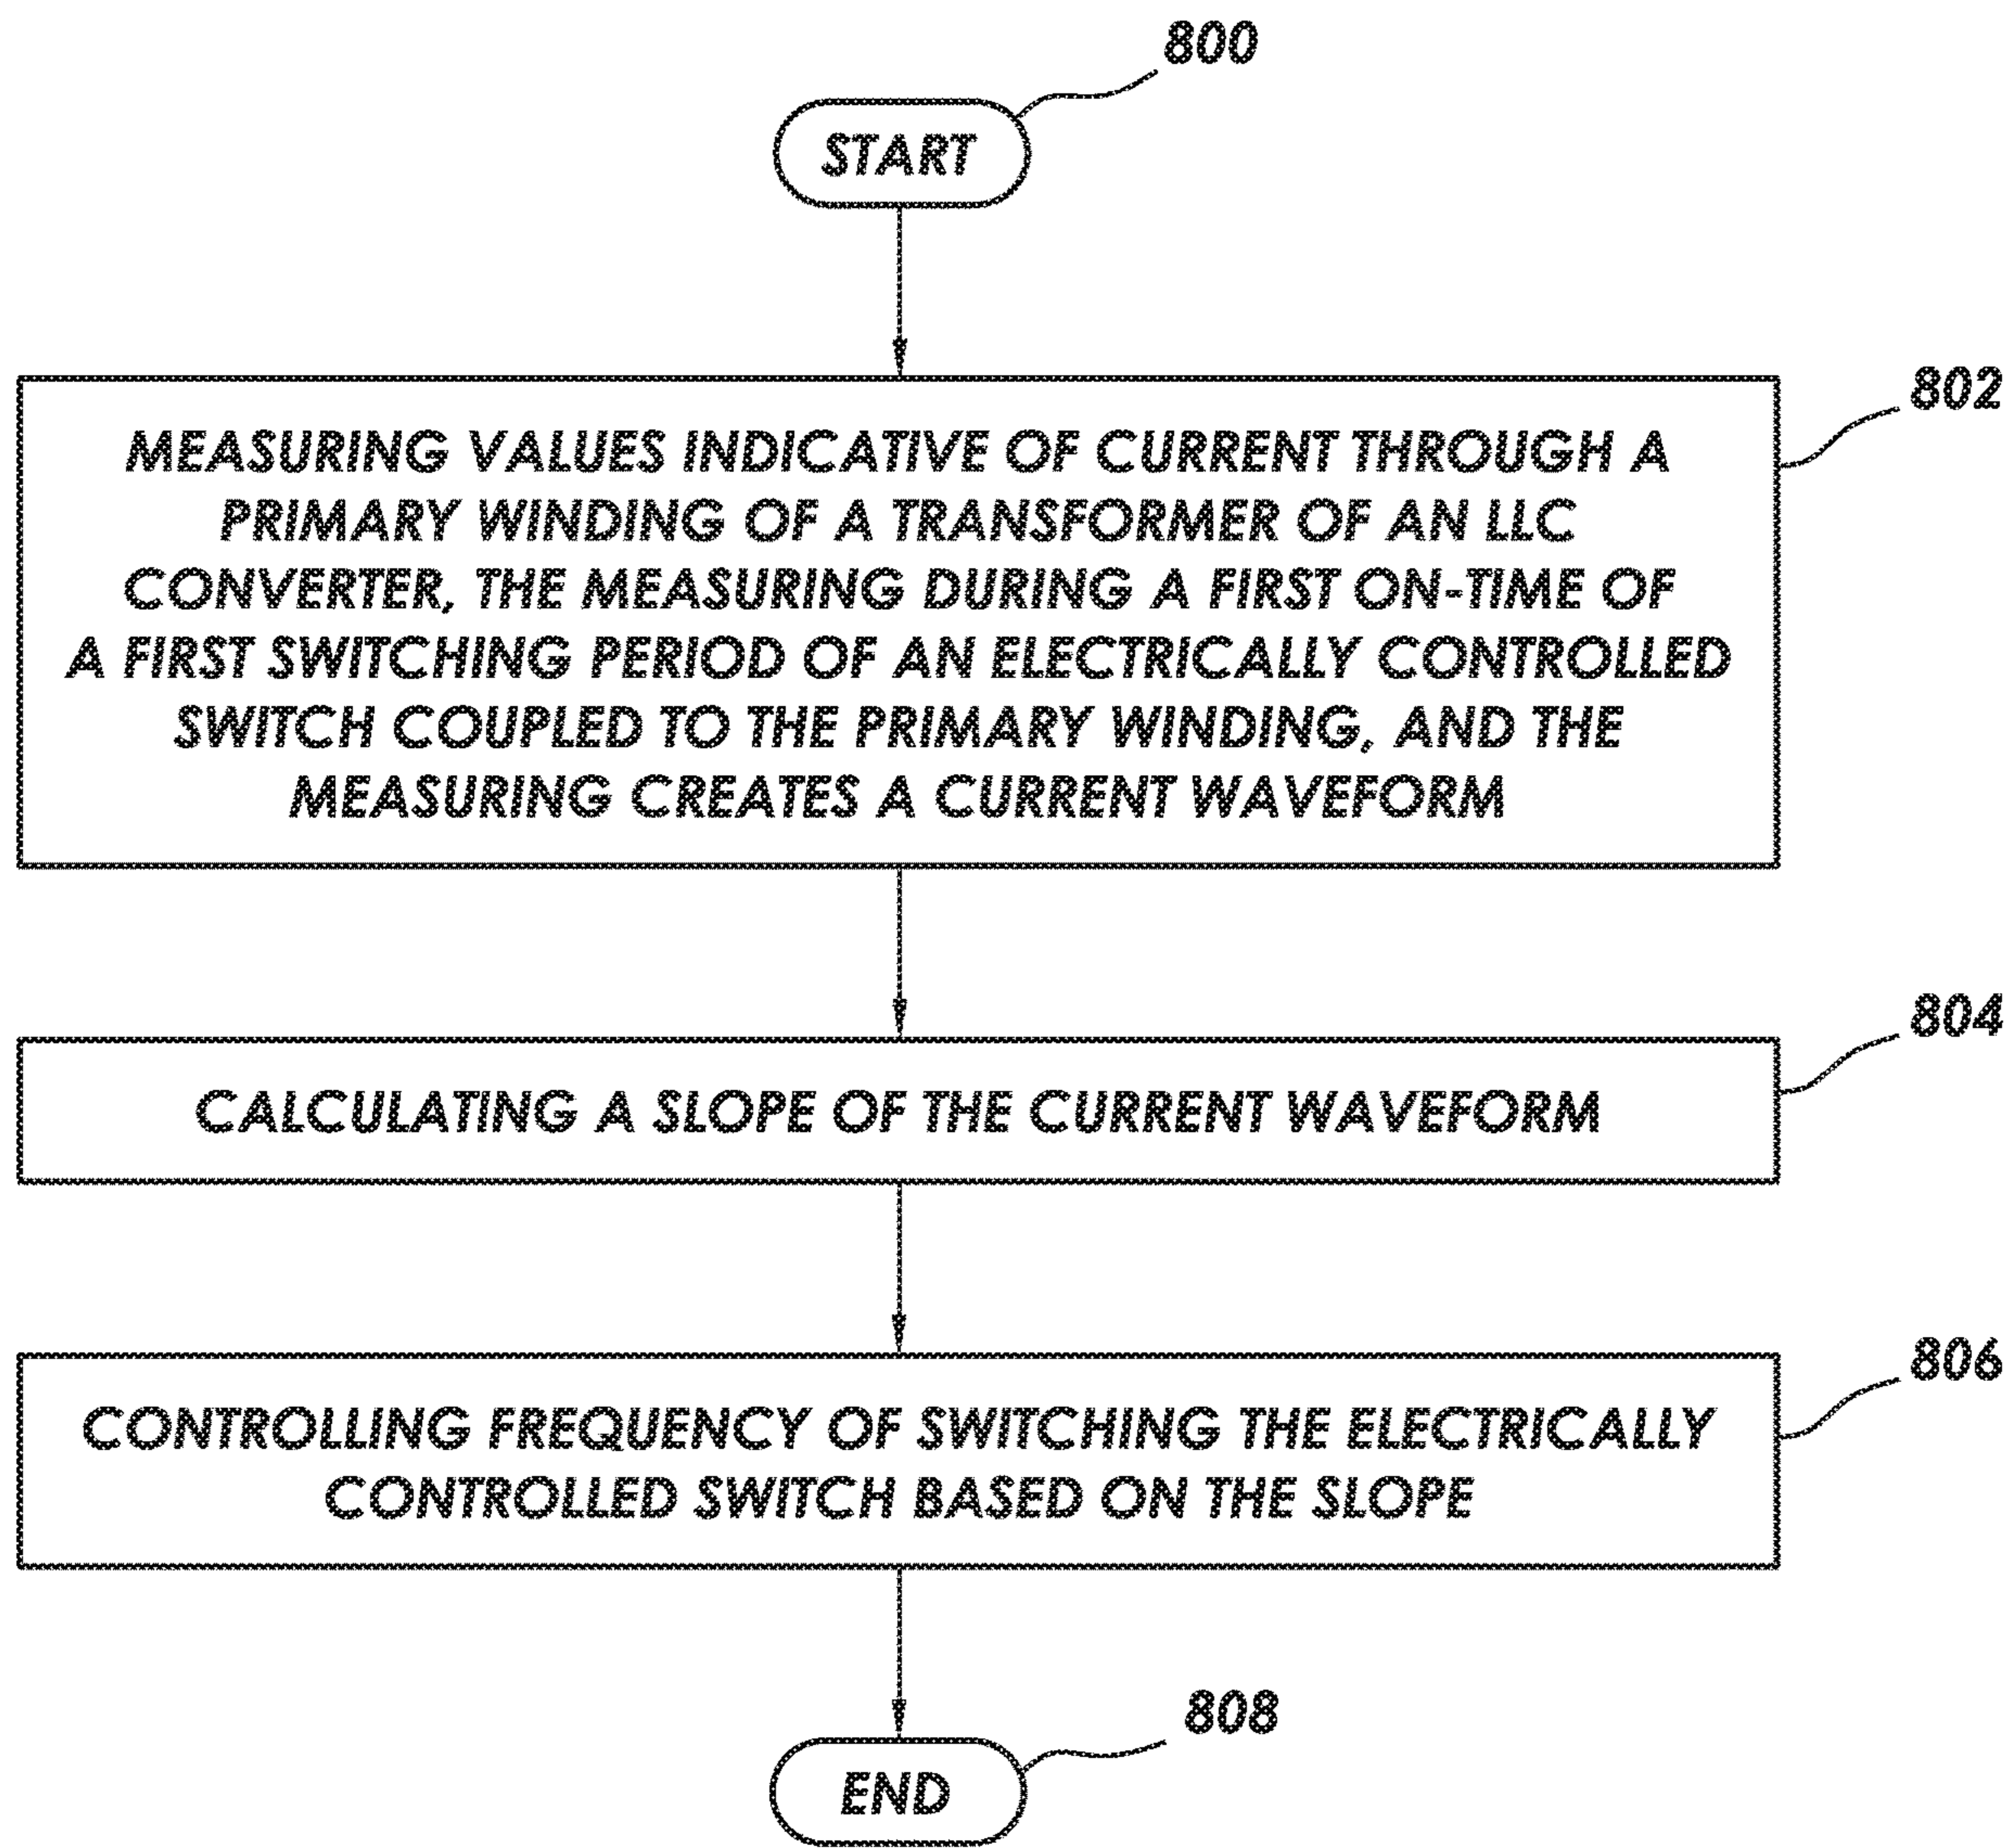 800
START
802
MEASURING VALUES INDICATIVE OF CURRENT THROUGH A
PRIMARY WINDING OF A TRANSFORMER OF AN LLC
CONVERTER, THE MEASURING DURING A FIRST ON-TIME OF
A FIRST SWITCHING PERIOD OF AN ELECTRICALLY CONTROLLED
SWITCH COUPLED TO THE PRIMARY WINDING, AND THE
MEASURING CREATES A CURRENT WAVEFORM
804
CALCULATING A SLOPE OF THE CURRENT WAVEFORM
806
CONTROLLING FREQUENCY OF SWITCHING THE ELECTRICALLY
CONTROLLED SWITCH BASED ON THE SLOPE
808
END